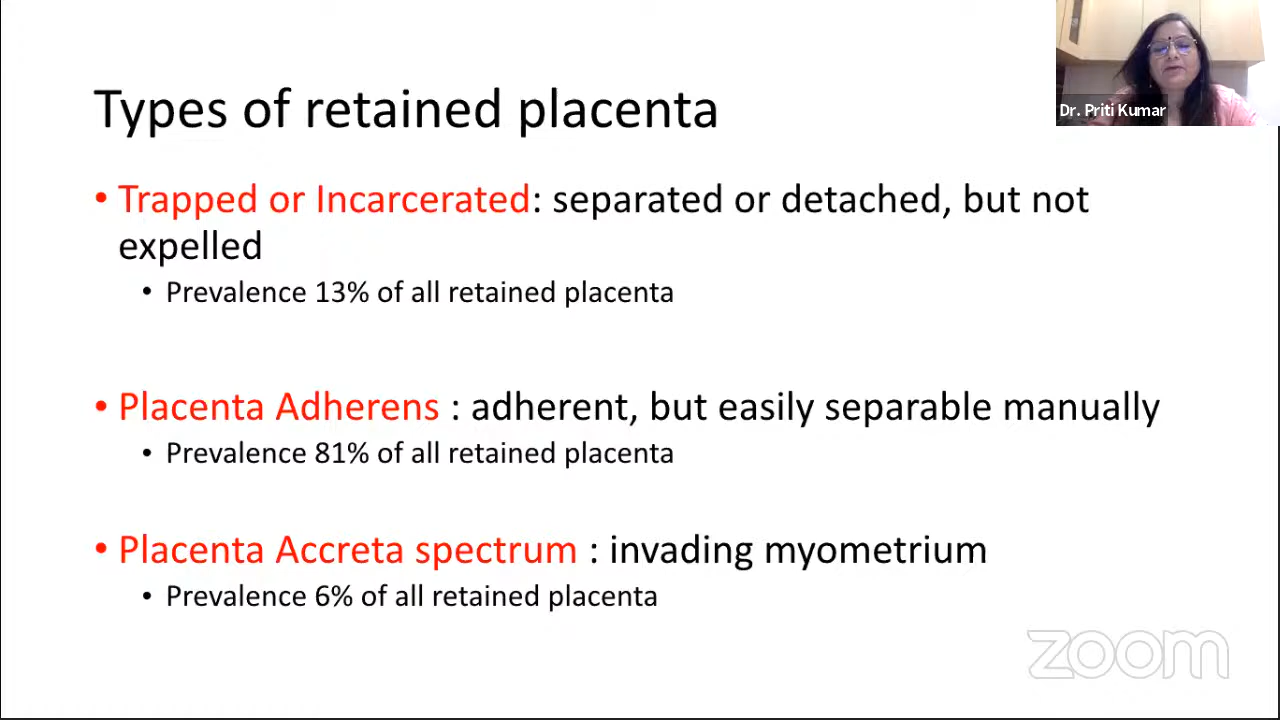 Types of retained placenta
Dr. Priti Kumar
• Trapped or Incarcerated: separated or detached, but not
expelled
• Prevalence 13% of all retained placenta
• Placenta Adherens : adherent, but easily separable manually
• Prevalence 81% of all retained placenta
• Placenta Accreta spectrum : invading myometrium
• Prevalence 6% of all retained placenta
zoom